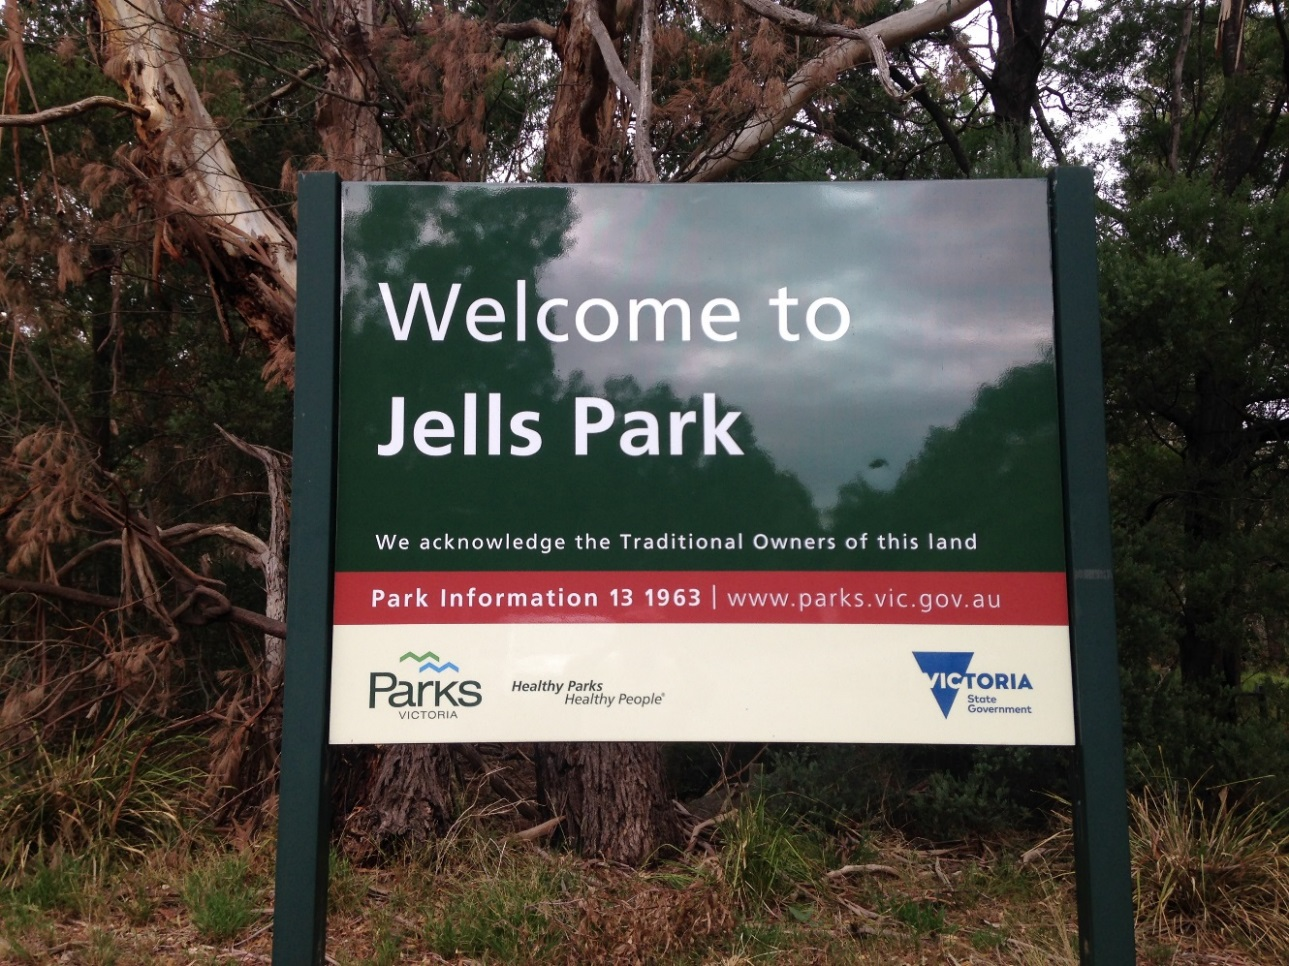 Welcome to
Jells Park
We acknowledge the Traditional Owners of this land
Park Information 13 1963 | www.parks.vic.gov.au
Parks
VICTORIA
Healthy Parks
Healthy People®
VICTORIA
State
Government